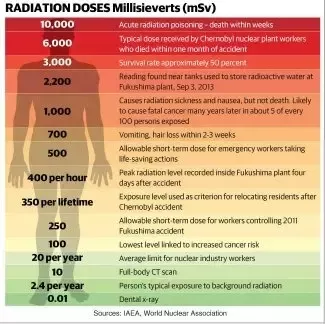 RADIATION DOSES Millisieverts (mSv)
10,000 Acute radiation poisoning - death within weeks
6,000 Typical dose received by Chernobyl nuclear plant workers
who died within one month of accident
3,000 Survival rate approximately 50 percent
2,200 Reading found near tanks used to store radioactive water at
Fukushima plant, Sep 3, 2013
1,000 Causes radiation sickness and nausea, but not death. Likely
to cause fatal cancer many years later in about 5 of every
100 persons exposed
700 Vomiting, hair loss within 2-3 weeks
500 Allowable short-term dose for emergency workers taking
life-saving actions
400 per hour Peak radiation level recorded inside Fukushima plant four
days after accident
350 per lifetime Exposure level used as criterion for relocating residents after
Chernobyl accident
250 Allowable short-term dose for workers controlling 2011
Fukushima accident
100 Lowest level linked to increased cancer risk
20 per year Average limit for nuclear industry workers
10 Full-body CT scan
2.4 per year Person's typical exposure to background radiation
0.01 Dental x-ray
Sources: IAEA, World Nuclear Association